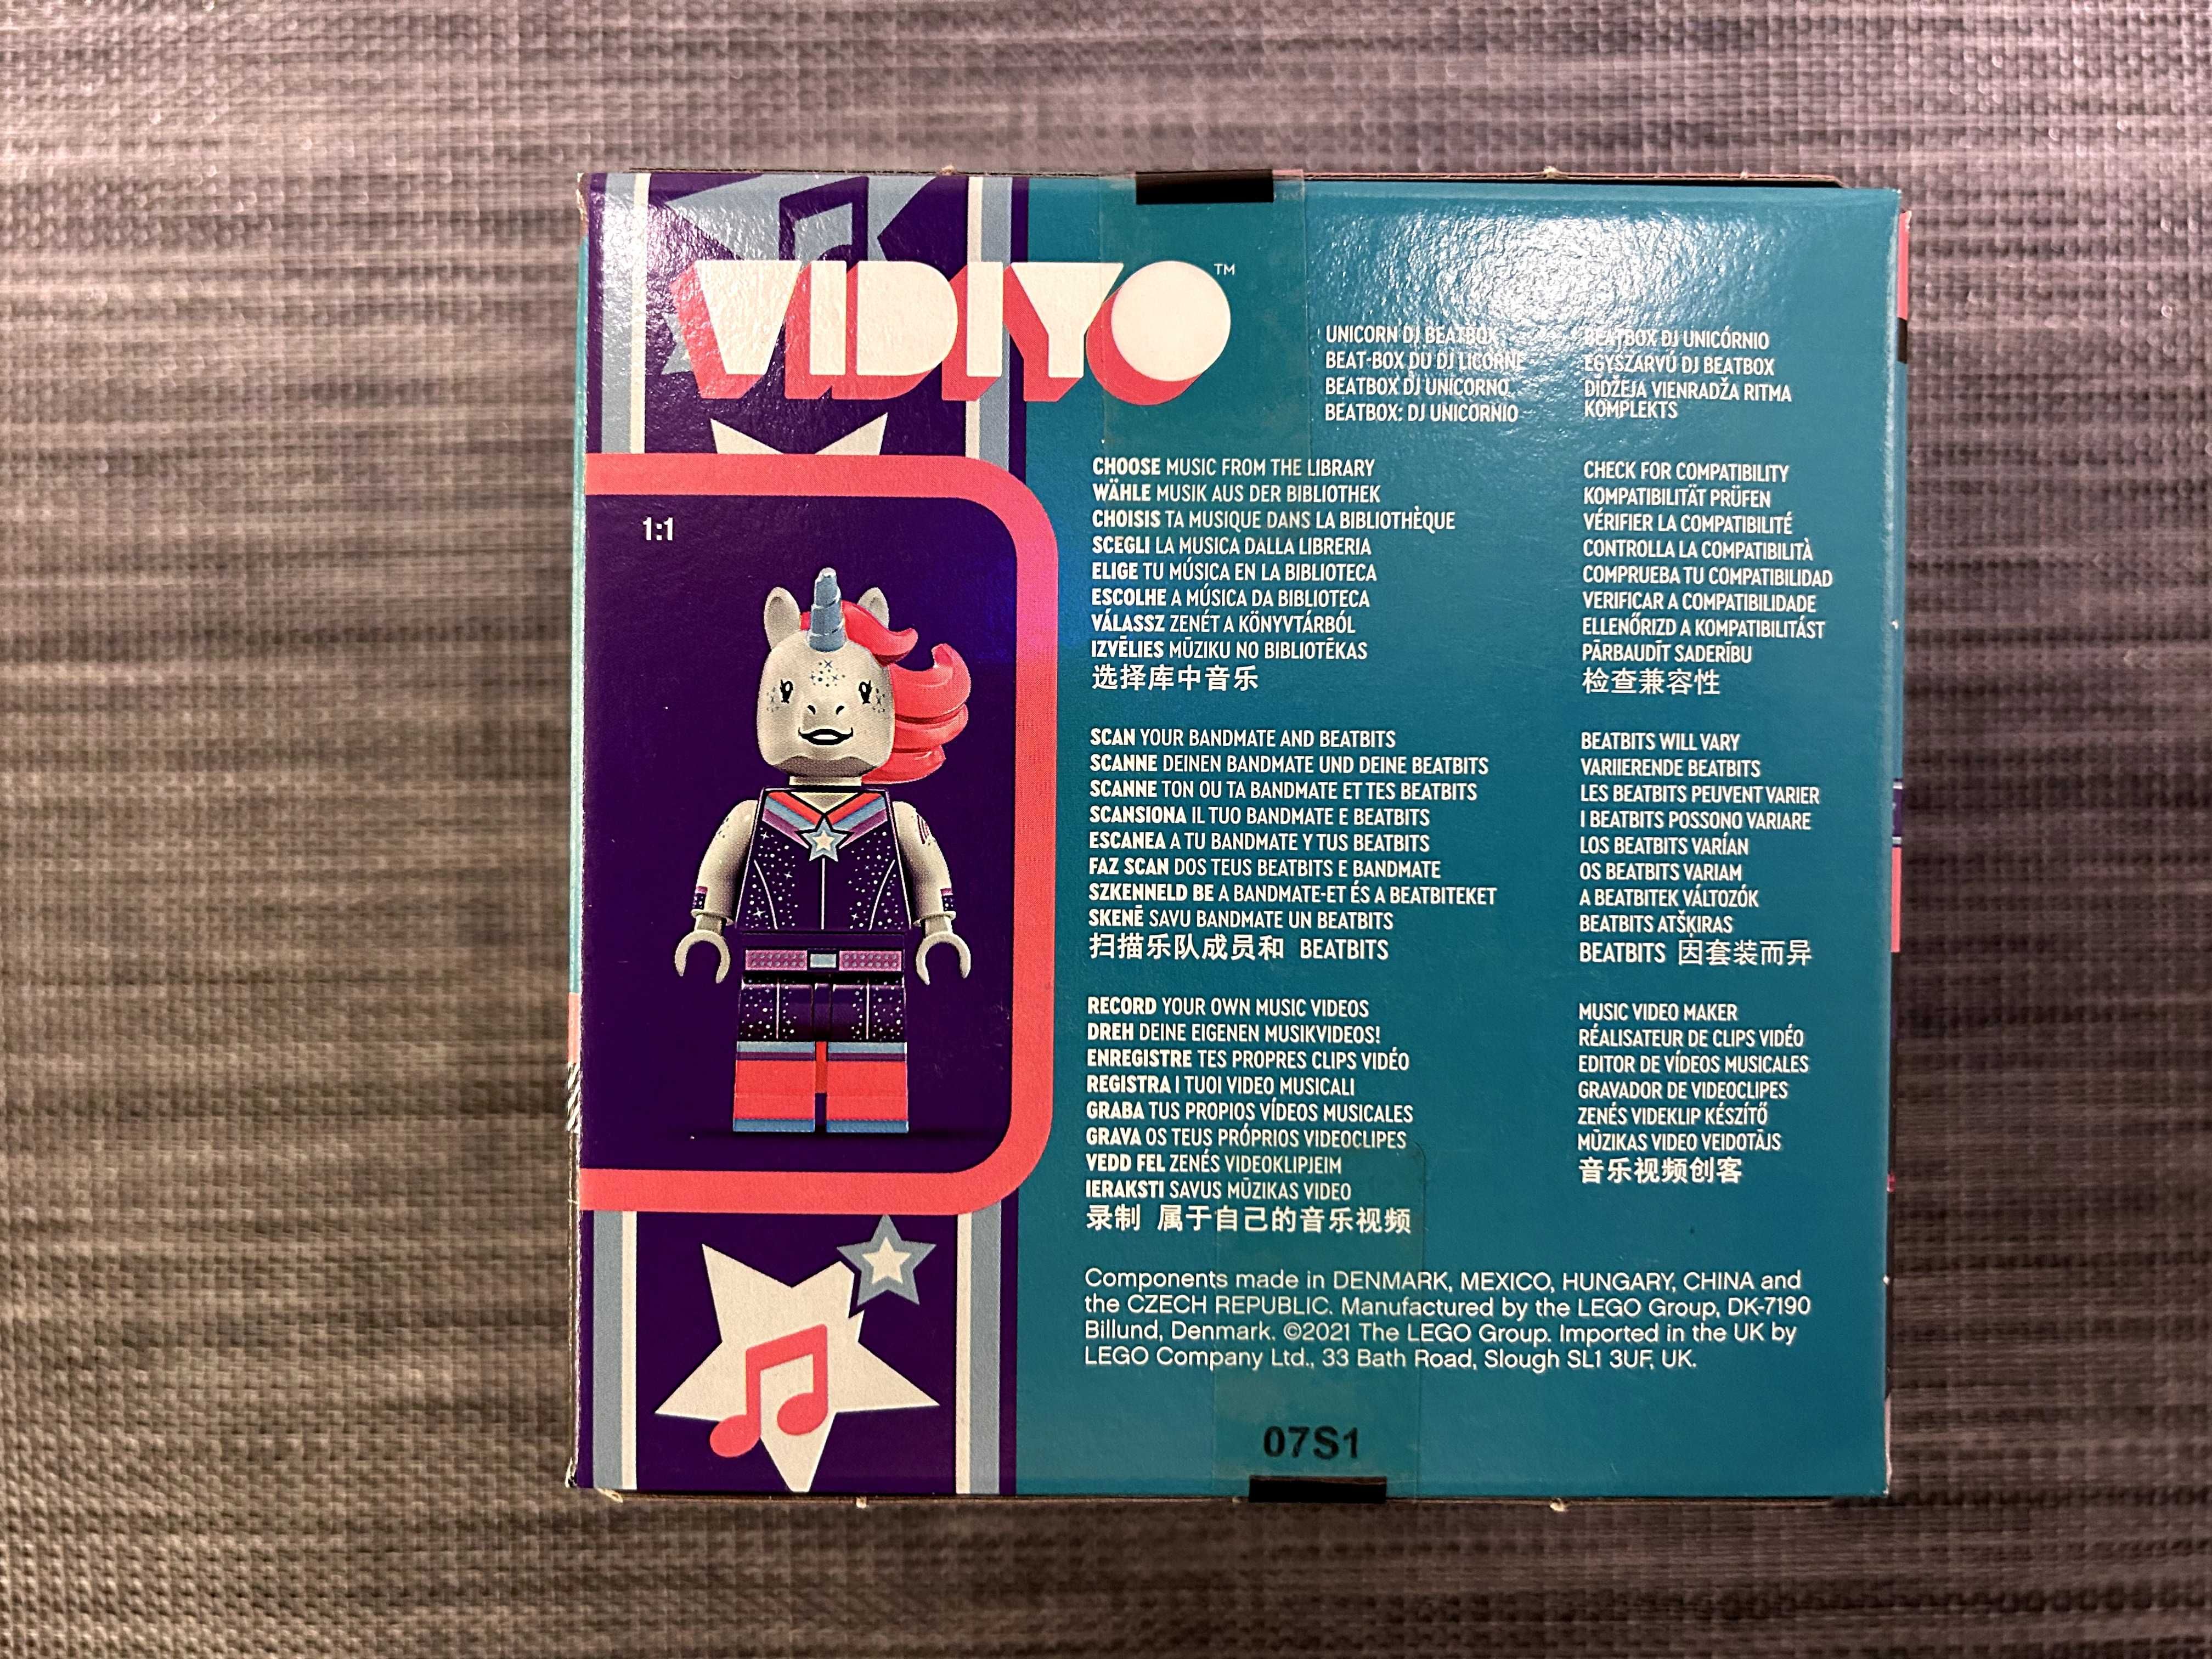 VIDIYO™
UNICORN DJ BEATBOX
BEAT-BOX DU DJ LICORNE
BEATBOX DJ UNICORNO
BEATBOX: DJ UNICORNIO
BEATBOX DJ UNICÓRNIO
EGYSZARVÚ DJ BEATBOX
DĪDŽEJA VIENRADŽA RITMA
KOMPLEKTS
1:1
CHOOSE MUSIC FROM THE LIBRARY
WÄHLE MUSIK AUS DER BIBLIOTHEK
CHOISIS TA MUSIQUE DANS LA BIBLIOTHÈQUE
SCEGLI LA MUSICA DALLA LIBRERIA
ELIGE TU MÚSICA EN LA BIBLIOTECA
ESCOLHE A MÚSICA DA BIBLIOTECA
VÁLASSZ ZENÉT A KÖNYVTÁRBÓL
IZVĒLIES MŪZIKU NO BIBLIOTĒKAS
选择库中音乐
SCAN YOUR BANDMATE AND BEATBITS
SCANNE DEINEN BANDMATE UND DEINE BEATBITS
SCANNE TON OU TA BANDMATE ET TES BEATBITS
SCANSIONA IL TUO BANDMATE E BEATBITS
ESCANEA A TU BANDMATE Y TUS BEATBITS
FAZ SCAN DOS TEUS BEATBITS E BANDMATE
SZKENNELD BE A BANDMATE-ET ÉS A BEATBITEKET
SKENĒ SAVU BANDMATE UN BEATBITS
扫描乐队成员和 BEATBITS
RECORD YOUR OWN MUSIC VIDEOS
DREH DEINE EIGENEN MUSIKVIDEOS!
ENREGISTRE TES PROPRES CLIPS VIDÉO
REGISTRA I TUOI VIDEO MUSICALI
GRABA TUS PROPIOS VÍDEOS MUSICALES
GRAVA OS TEUS PRÓPRIOS VIDEOCLIPES
VEDD FEL ZENÉS VIDEOKLIPJEIM
IERAKSTI SAVUS MŪZIKAS VIDEO
录制 属于自己的音乐视频
CHECK FOR COMPATIBILITY
KOMPATIBILITÄT PRÜFEN
VÉRIFIER LA COMPATIBILITÉ
CONTROLLA LA COMPATIBILITÀ
COMPRUEBA TU COMPATIBILIDAD
VERIFICAR A COMPATIBILIDADE
ELLENŐRIZD A KOMPATIBILITÁST
PĀRBAUDĪT SADERĪBU
检查兼容性
BEATBITS WILL VARY
VARIIERENDE BEATBITS
LES BEATBITS PEUVENT VARIER
I BEATBITS POSSONO VARIARE
LOS BEATBITS VARÍAN
OS BEATBITS VARIAM
A BEATBITEK VÁLTOZÓK
BEATBITS ATŠĶIRAS
BEATBITS 因套装而异
MUSIC VIDEO MAKER
RÉALISATEUR DE CLIPS VIDÉO
EDITOR DE VÍDEOS MUSICALES
GRAVADOR DE VIDEOCLIPES
ZENÉS VIDEKLIP KÉSZÍTŐ
MŪZIKAS VIDEO VEIDOTĀJS
音乐视频创客
Components made in DENMARK, MEXICO, HUNGARY, CHINA and
the CZECH REPUBLIC. Manufactured by the LEGO Group, DK-7190
Billund, Denmark. ©2021 The LEGO Group. Imported in the UK by
LEGO Company Ltd., 33 Bath Road, Slough SL1 3UF, UK.
07S1